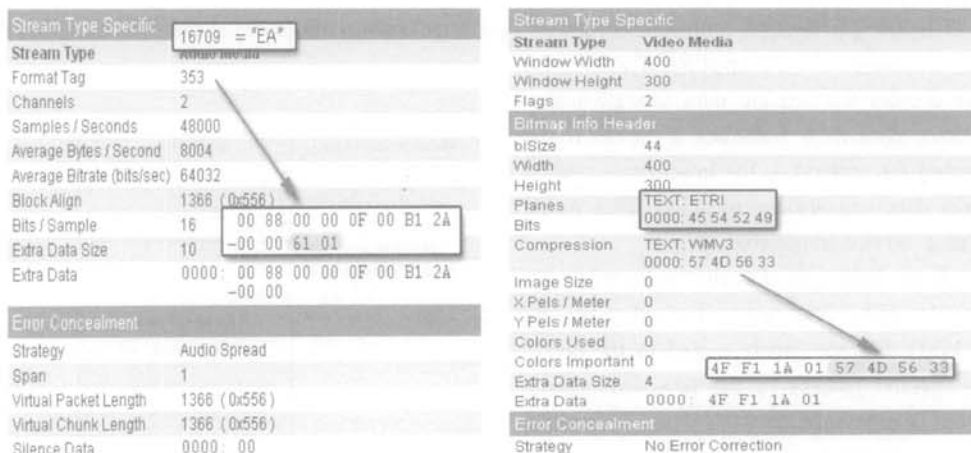 Stream Type Specific
16709 = "EA"
Stream Type Audio Media
Format Tag 353
Channels 2
Samples / Seconds 48000
Average Bytes / Second 8004
Average Bitrate (bits/sec) 64032
Block Align 1366 ( 0x556 )
Bits / Sample 16
00 88 00 00 0F 00 B1 2A
-00 00 61 01
Extra Data Size 10
Extra Data 0000: 00 88 00 00 0F 00 B1 2A
-00 00
Error Concealment
Strategy Audio Spread
Span 1
Virtual Packet Length 1366 ( 0x556 )
Virtual Chunk Length 1366 ( 0x556 )
Silence Data 0000: 00
Stream Type Specific
Stream Type Video Media
Window Width 400
Window Height 300
Flags 2
Bitmap Info Header
biSize 44
Width 400
Height 300
Planes
TEXT: ETRI
0000: 45 54 52 49
Bits
Compression TEXT: WMV3
0000: 57 4D 56 33
Image Size 0
X Pels / Meter 0
Y Pels / Meter 0
Colors Used 0
Colors Important 0
4F F1 1A 01 57 4D 56 33
Extra Data Size 4
Extra Data 0000: 4F F1 1A 01
Error Concealment
Strategy No Error Correction